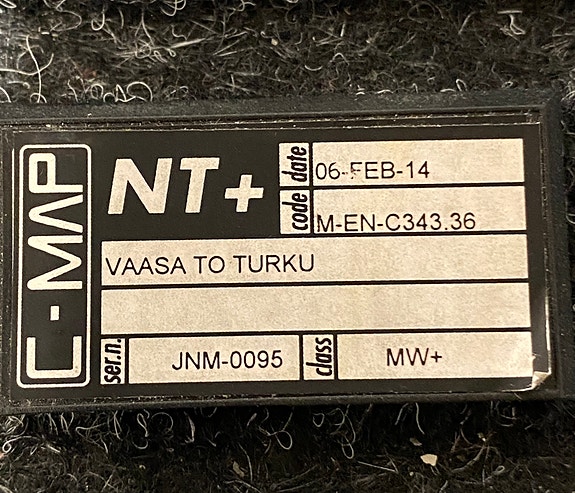 C-MAP
NT+
date 06-FEB-14
code M-EN-C343.36
VAASA TO TURKU
ser.n. JNM-0095 class MW+